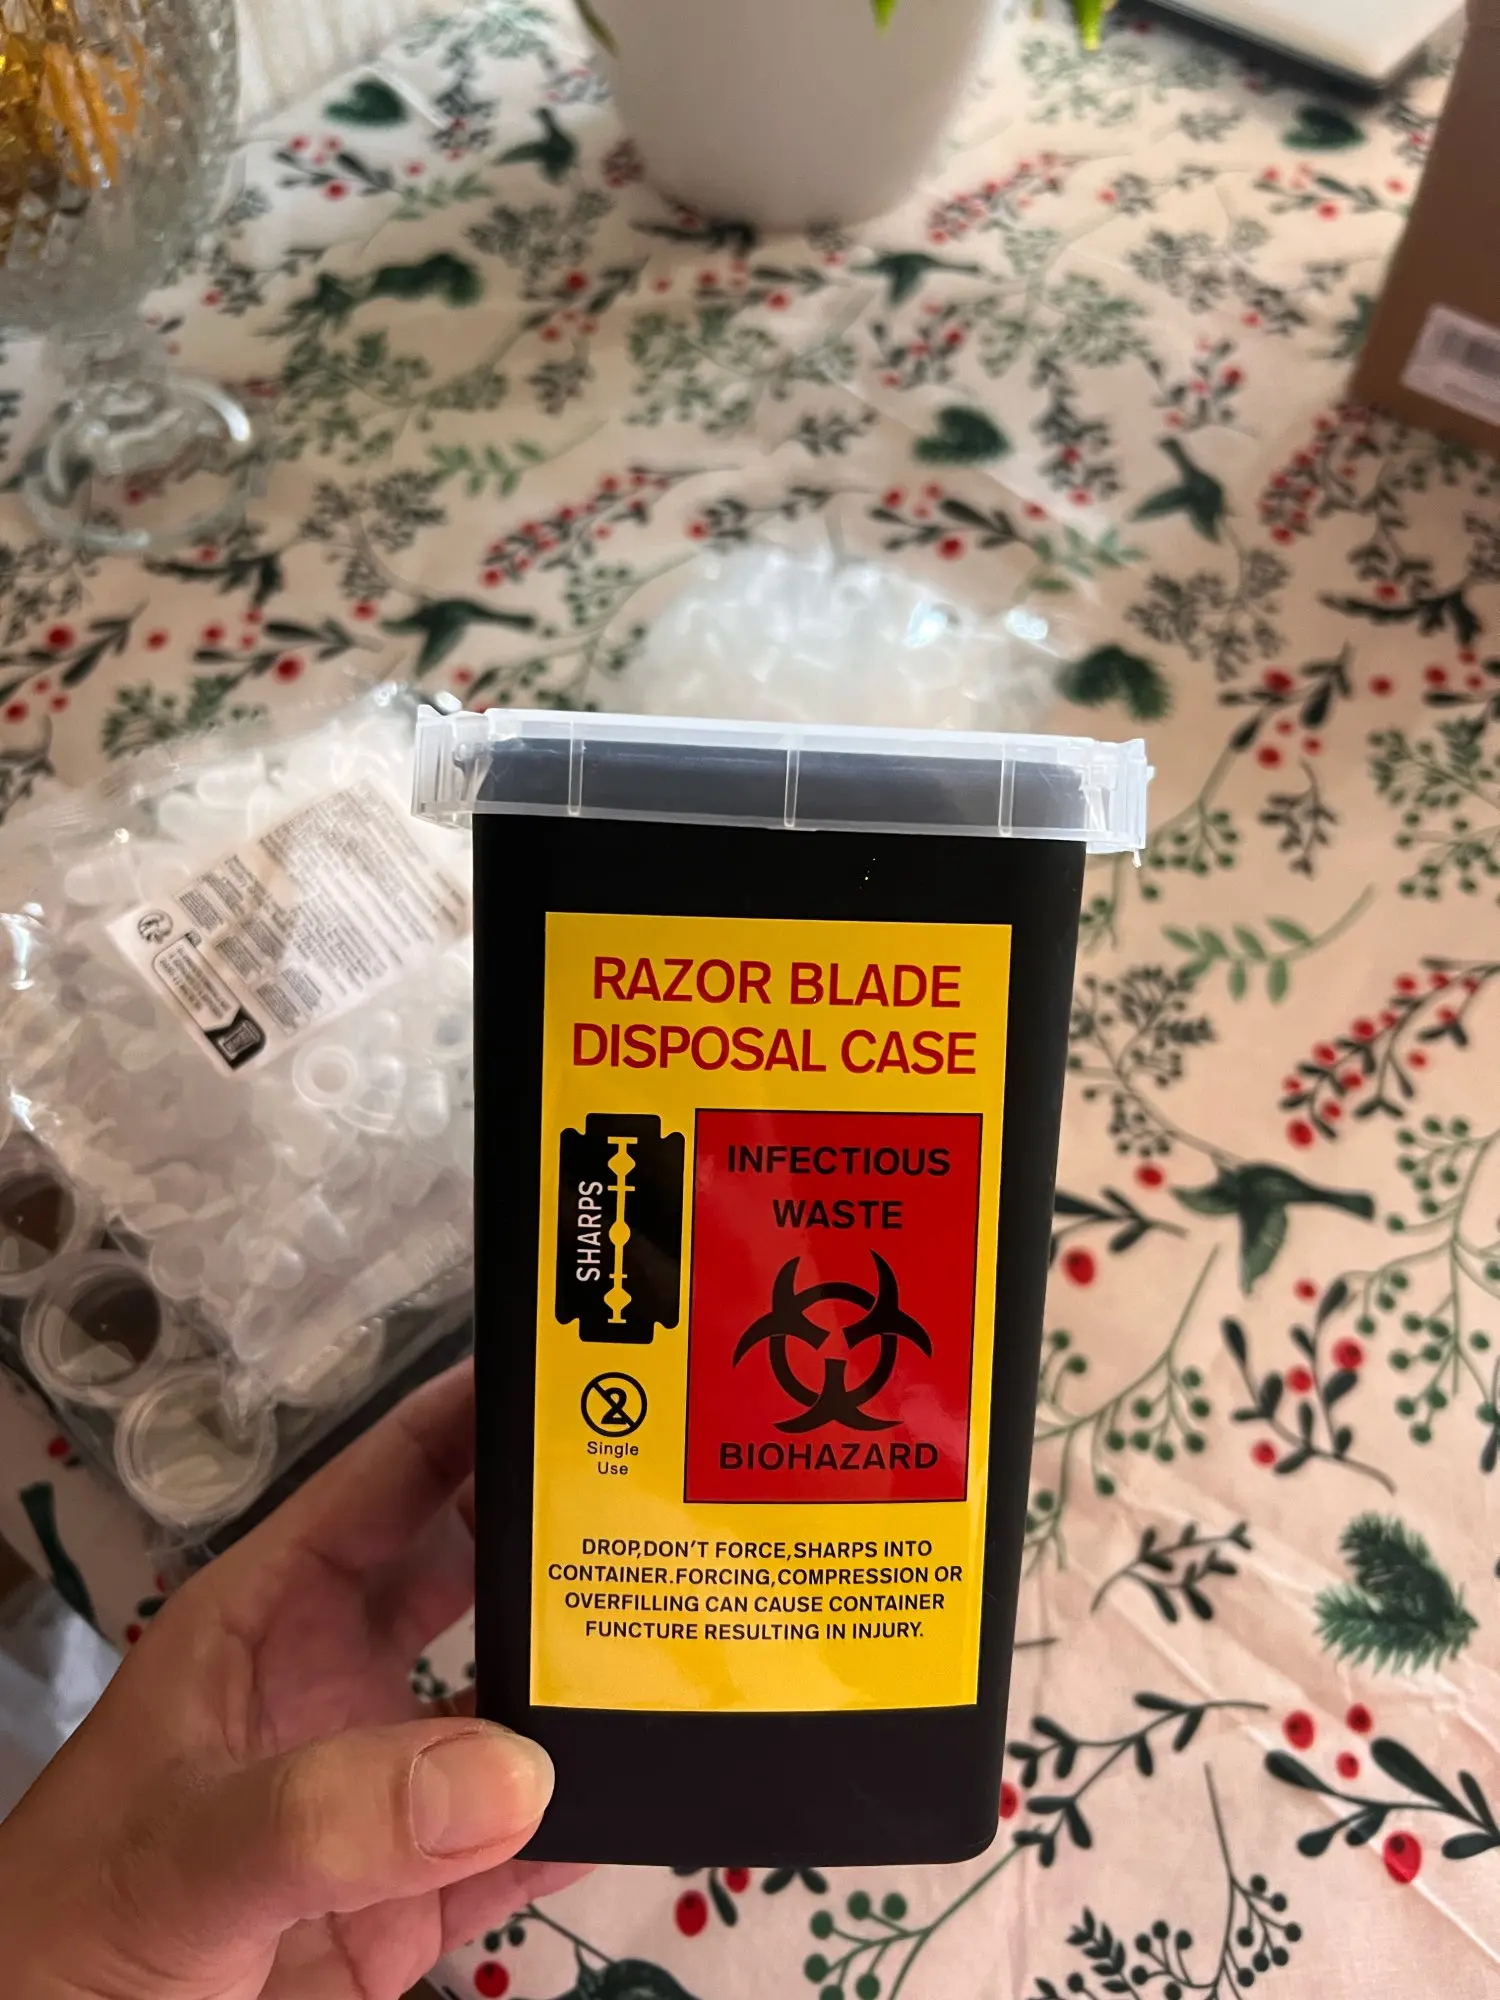 RAZOR BLADE
DISPOSAL CASE
SHARPS
INFECTIOUS
WASTE
BIOHAZARD
2
Single
Use
DROP,DON'T FORCE,SHARPS INTO
CONTAINER.FORCING,COMPRESSION OR
OVERFILLING CAN CAUSE CONTAINER
FUNCTURE RESULTING IN INJURY.